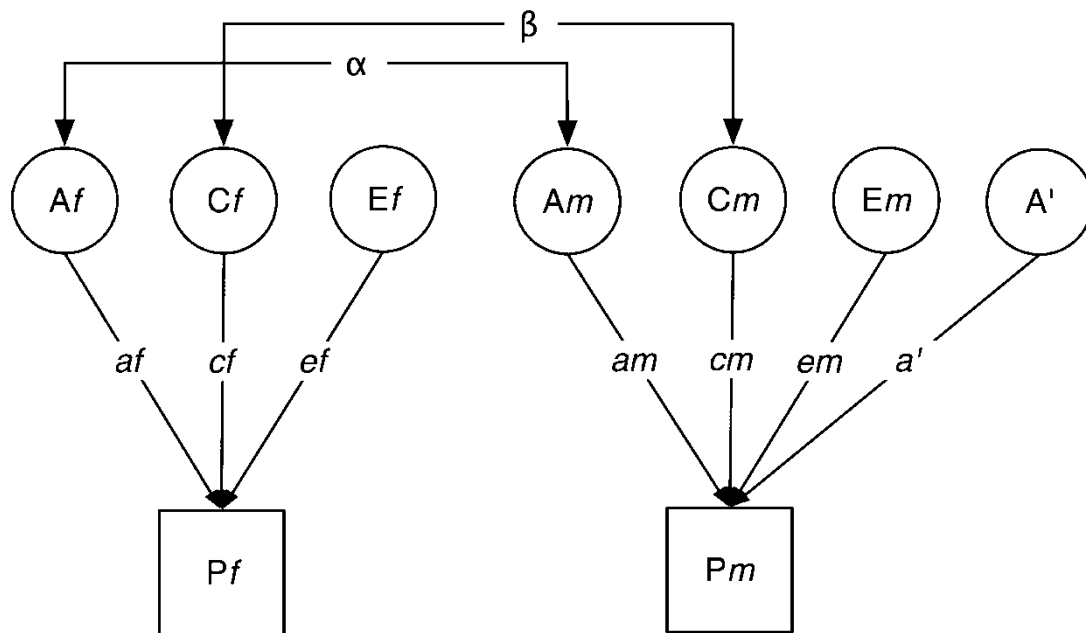 β
α
Af Cf Ef Am Cm Em A'
af cf ef am cm em a'
Pf Pm